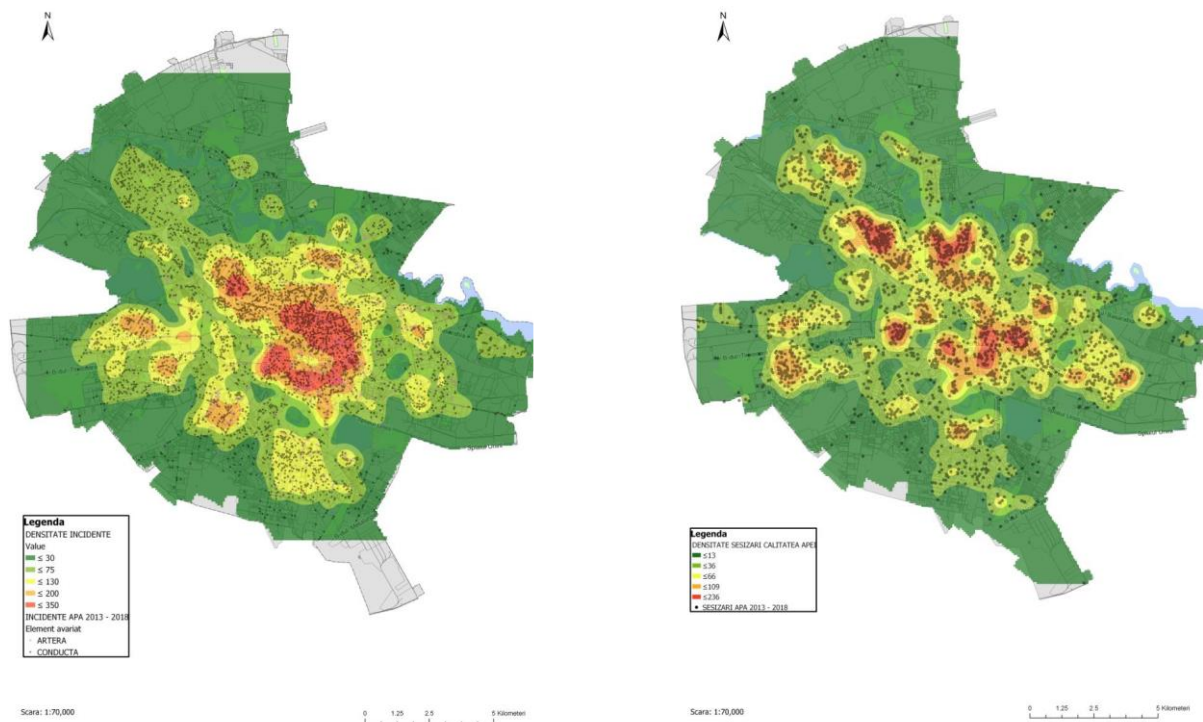 N
Legenda
DENSITATE INCIDENTE
Value
≤ 30
≤ 75
≤ 130
≤ 200
≤ 350
INCIDENTE APA 2013 - 2018
Element avariat
ARTERA
CONDUCTA
Scara: 1:70,000
0 1.25 2.5 5 Kilometeri
N
Legenda
DENSITATE SESIZARI CALITATEA APEI
≤13
≤36
≤66
≤109
≤236
SESIZARI APA 2013 - 2018
Scara: 1:70,000
0 1.25 2.5 5 Kilometeri